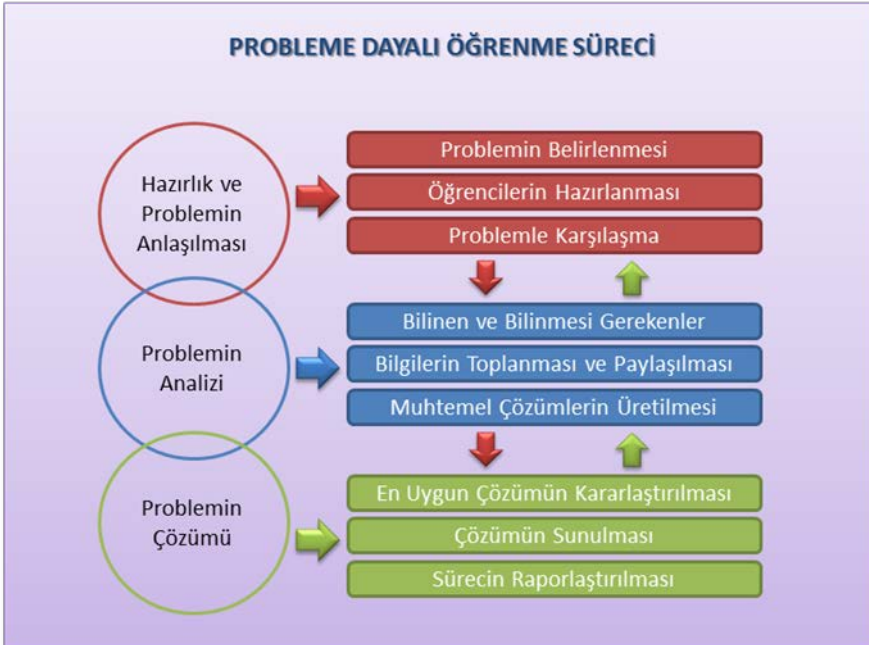 PROBLEME DAYALI ÖĞRENME SÜRECİ
Hazırlık ve
Problemin
Anlaşılması
Problemin Belirlenmesi
Öğrencilerin Hazırlanması
Problemle Karşılaşma
Problemin
Analizi
Bilinen ve Bilinmesi Gerekenler
Bilgilerin Toplanması ve Paylaşılması
Muhtemel Çözümlerin Üretilmesi
Problemin
Çözümü
En Uygun Çözümün Kararlaştırılması
Çözümün Sunulması
Sürecin Raporlaştırılması